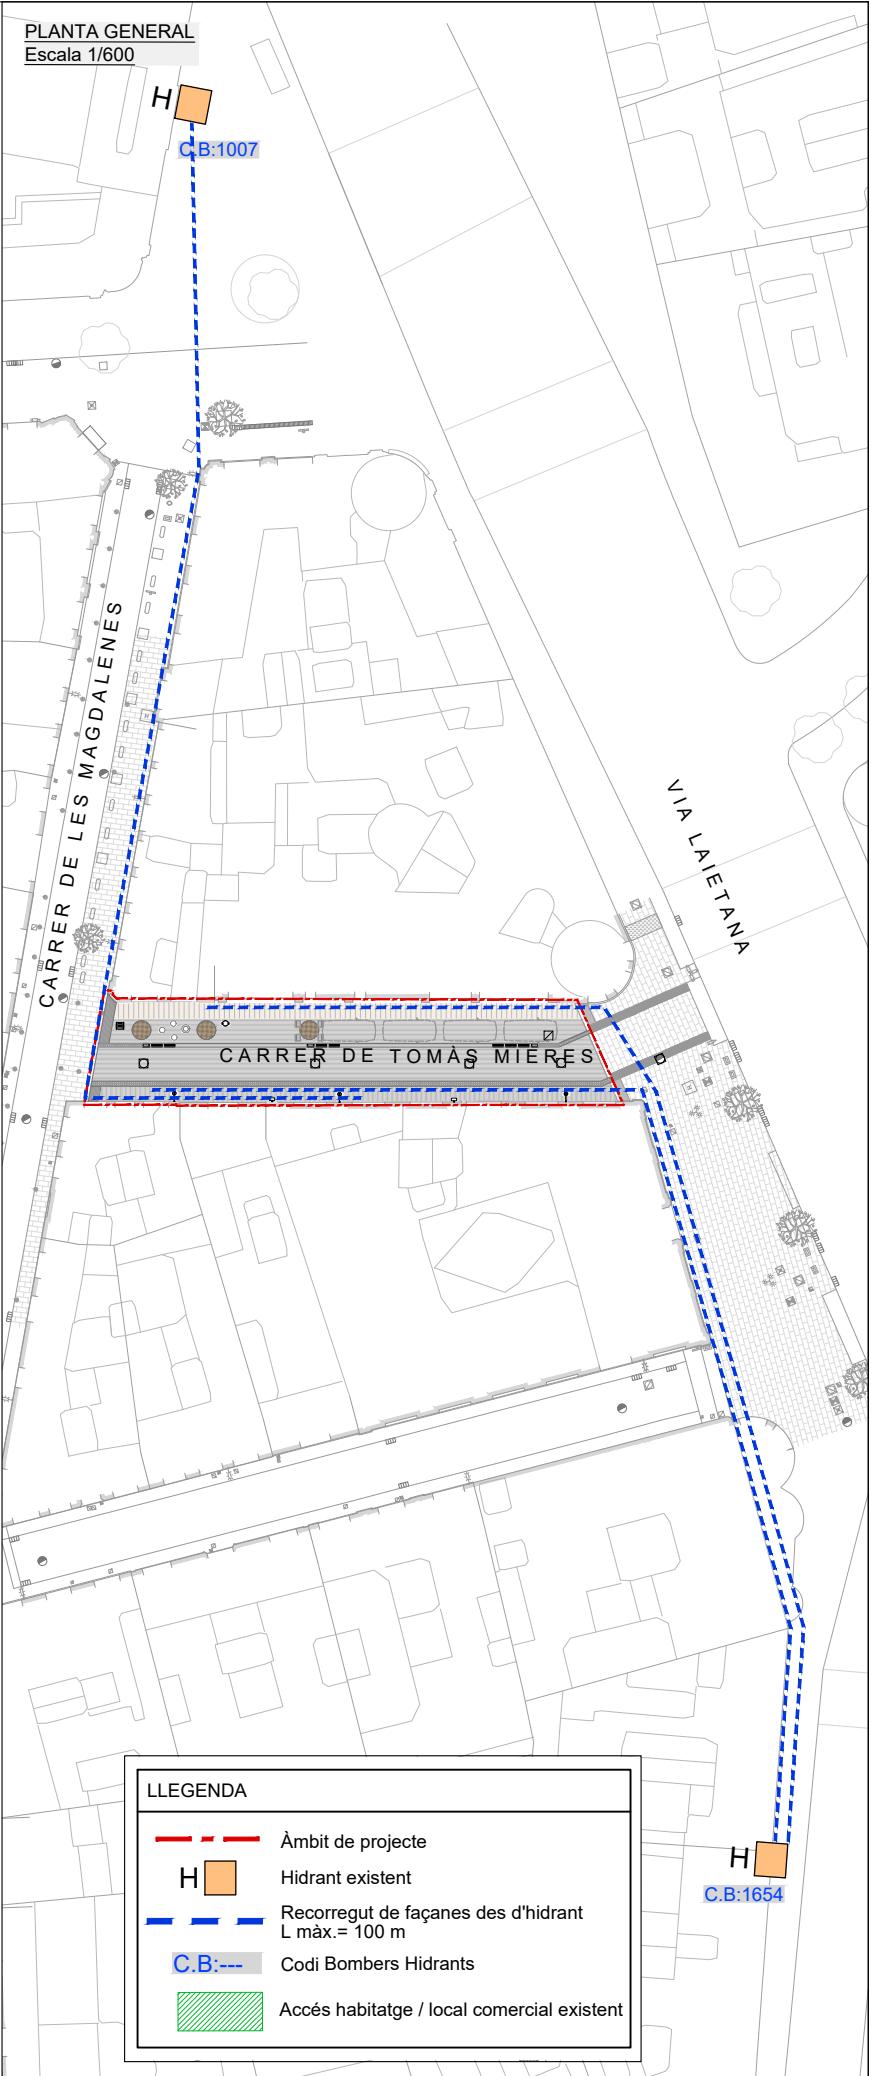 PLANTA GENERAL
Escala 1/600
H
C.B:1007
CARRER DE LES MAGDALENES
VIA LAIETANA
CARRER DE TOMÀS MIERES
H
C.B:1654
LLEGENDA
Àmbit de projecte
H
Hidrant existent
Recorregut de façanes des d'hidrant
L màx.= 100 m
C.B:---
Codi Bombers Hidrants
Accés habitatge / local comercial existent